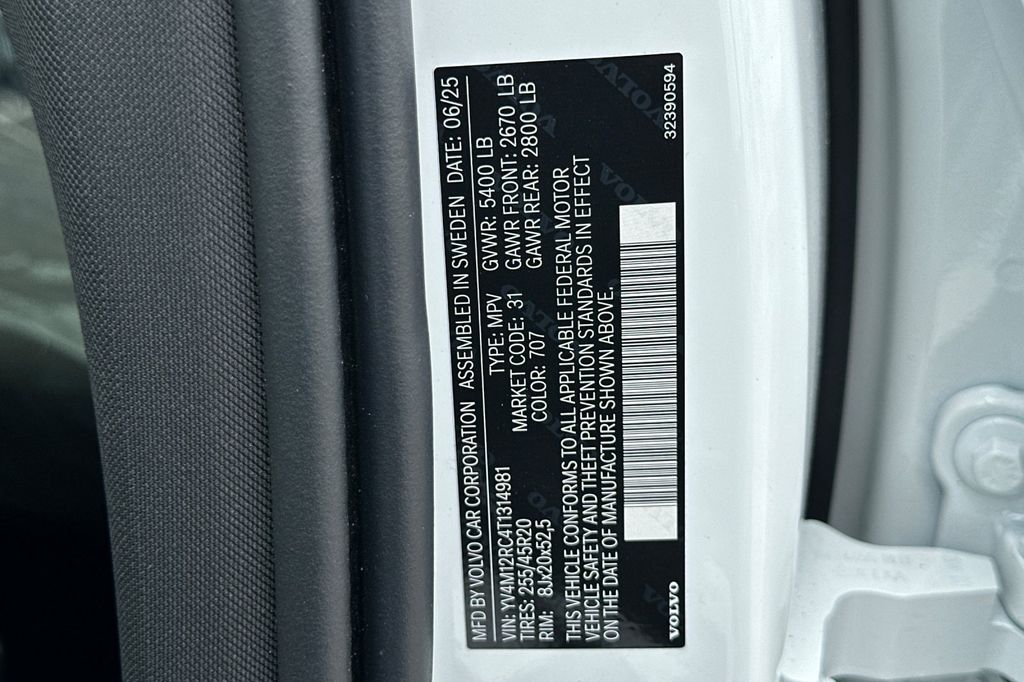 MFD BY VOLVO CAR CORPORATION ASSEMBLED IN SWEDEN DATE: 06/25
VIN: YV4M12RC4T1314981 TYPE: MPV GVWR: 5400 LB
TIRES: 255/45R20 MARKET CODE: 31 GAWR FRONT: 2670 LB
RIM: 8Jx20x52,5 COLOR: 707 GAWR REAR: 2800 LB
THIS VEHICLE CONFORMS TO ALL APPLICABLE FEDERAL MOTOR
VEHICLE SAFETY AND THEFT PREVENTION STANDARDS IN EFFECT
ON THE DATE OF MANUFACTURE SHOWN ABOVE.
VOLVO 32390594